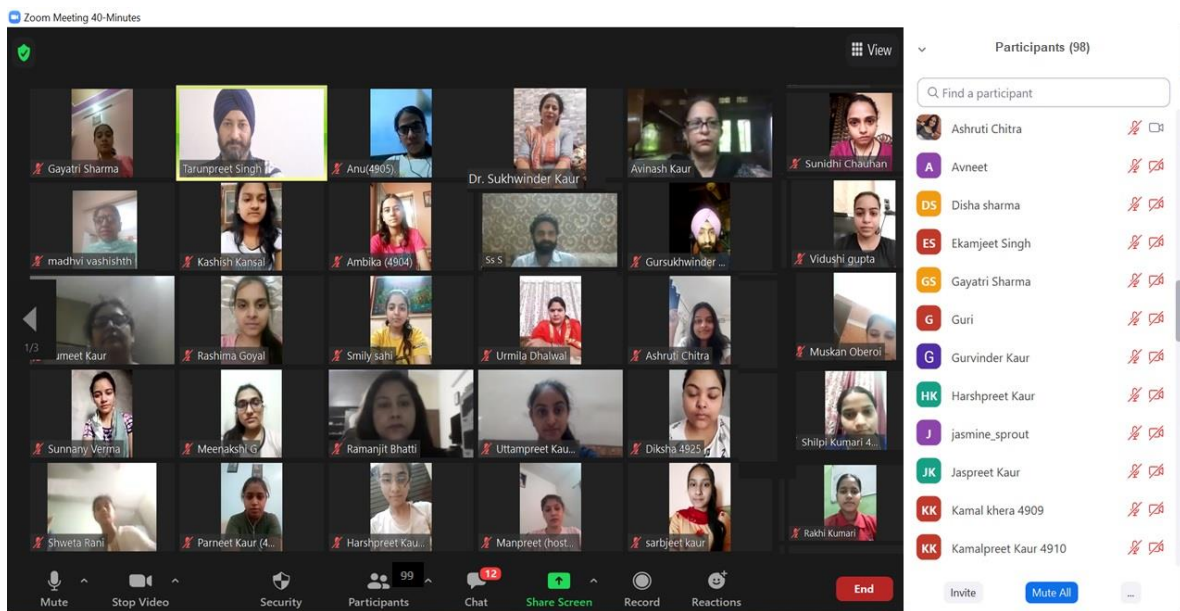 Zoom Meeting 40-Minutes
View
Gayatri Sharma
Tarunpreet Singh
Anu(4905)
Dr. Sukhwinder Kaur
Avinash Kaur
Sunidhi Chauhan
madhvi vashishth
Kashish Kansal
Ambika (4904)
Ss S
Gursukhwinder ...
Vidushi gupta
1/3
umeet Kaur
Rashima Goyal
Smily sahi
Urmila Dhalwal
Ashruti Chitra
Muskan Oberoi
Sunnany Verma
Meenakshi G
Ramanjit Bhatti
Uttampreet Kau...
Diksha 4925
Shilpi Kumari 4...
Shweta Rani
Parneet Kaur (4...
Harshpreet Kau...
Manpreet (host...
sarbjeet kaur
Rakhi Kumari
99
12
Mute
Stop Video
Security
Participants
Chat
Share Screen
Record
Reactions
End
Participants (98)
Find a participant
Ashruti Chitra
A Avneet
DS Disha sharma
ES Ekamjeet Singh
GS Gayatri Sharma
G Guri
G Gurvinder Kaur
HK Harshpreet Kaur
J jasmine_sprout
JK Jaspreet Kaur
KK Kamal khera 4909
KK Kamalpreet Kaur 4910
Invite
Mute All
...